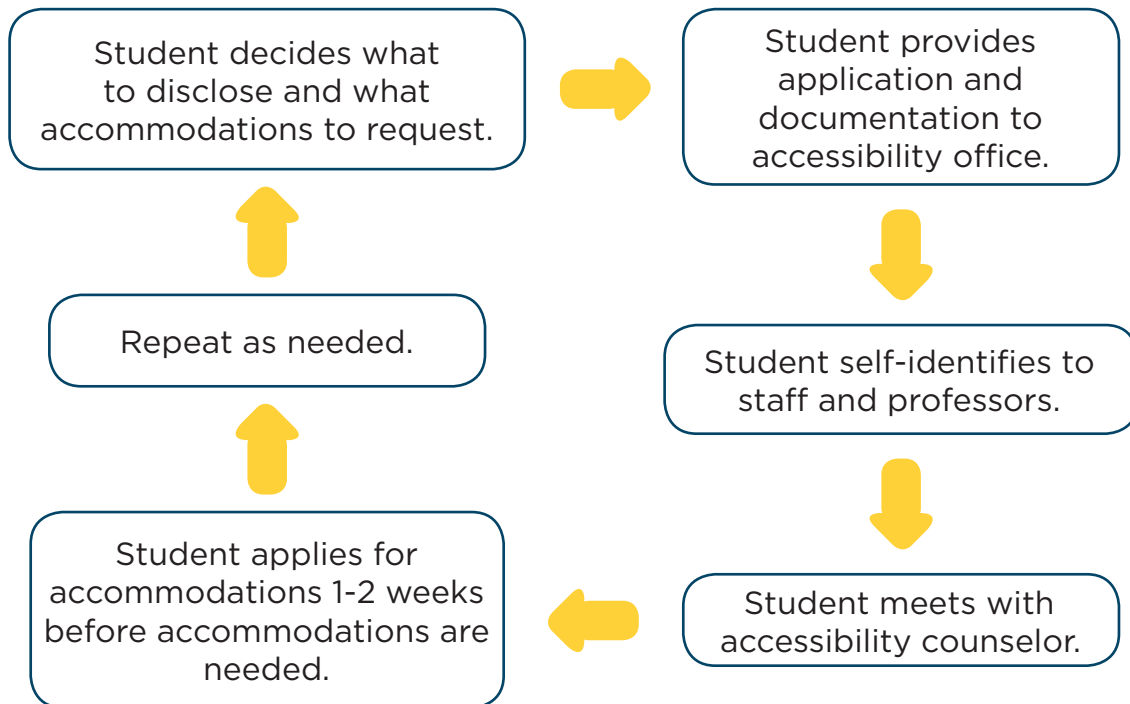 Student decides what
to disclose and what
accommodations to request.
Student provides
application and
documentation to
accessibility office.
Student self-identifies to
staff and professors.
Student meets with
accessibility counselor.
Student applies for
accommodations 1-2 weeks
before accommodations are
needed.
Repeat as needed.